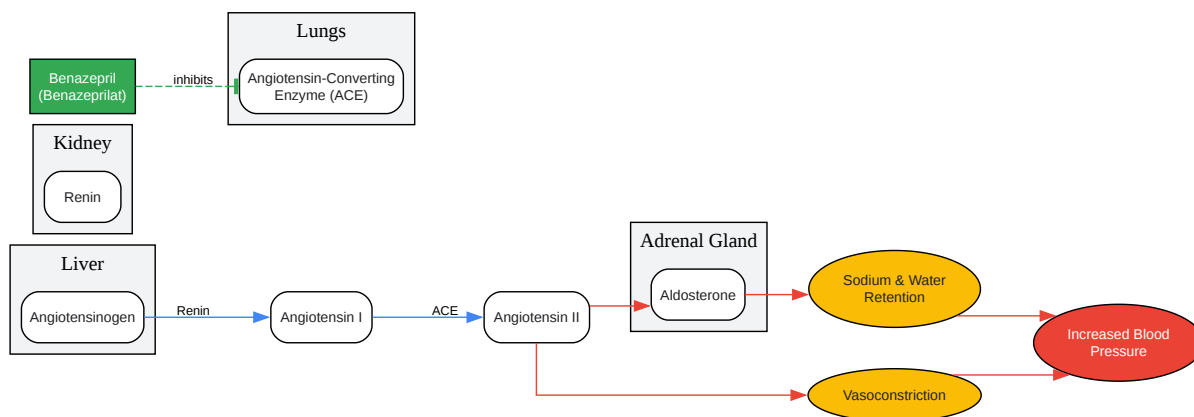 Lungs
Benazepril
(Benazeprilat)
inhibits
Angiotensin-Converting
Enzyme (ACE)
Kidney
Renin
Liver
Angiotensinogen
Renin
Angiotensin I
ACE
Angiotensin II
Adrenal Gland
Aldosterone
Sodium & Water
Retention
Vasoconstriction
Increased Blood
Pressure